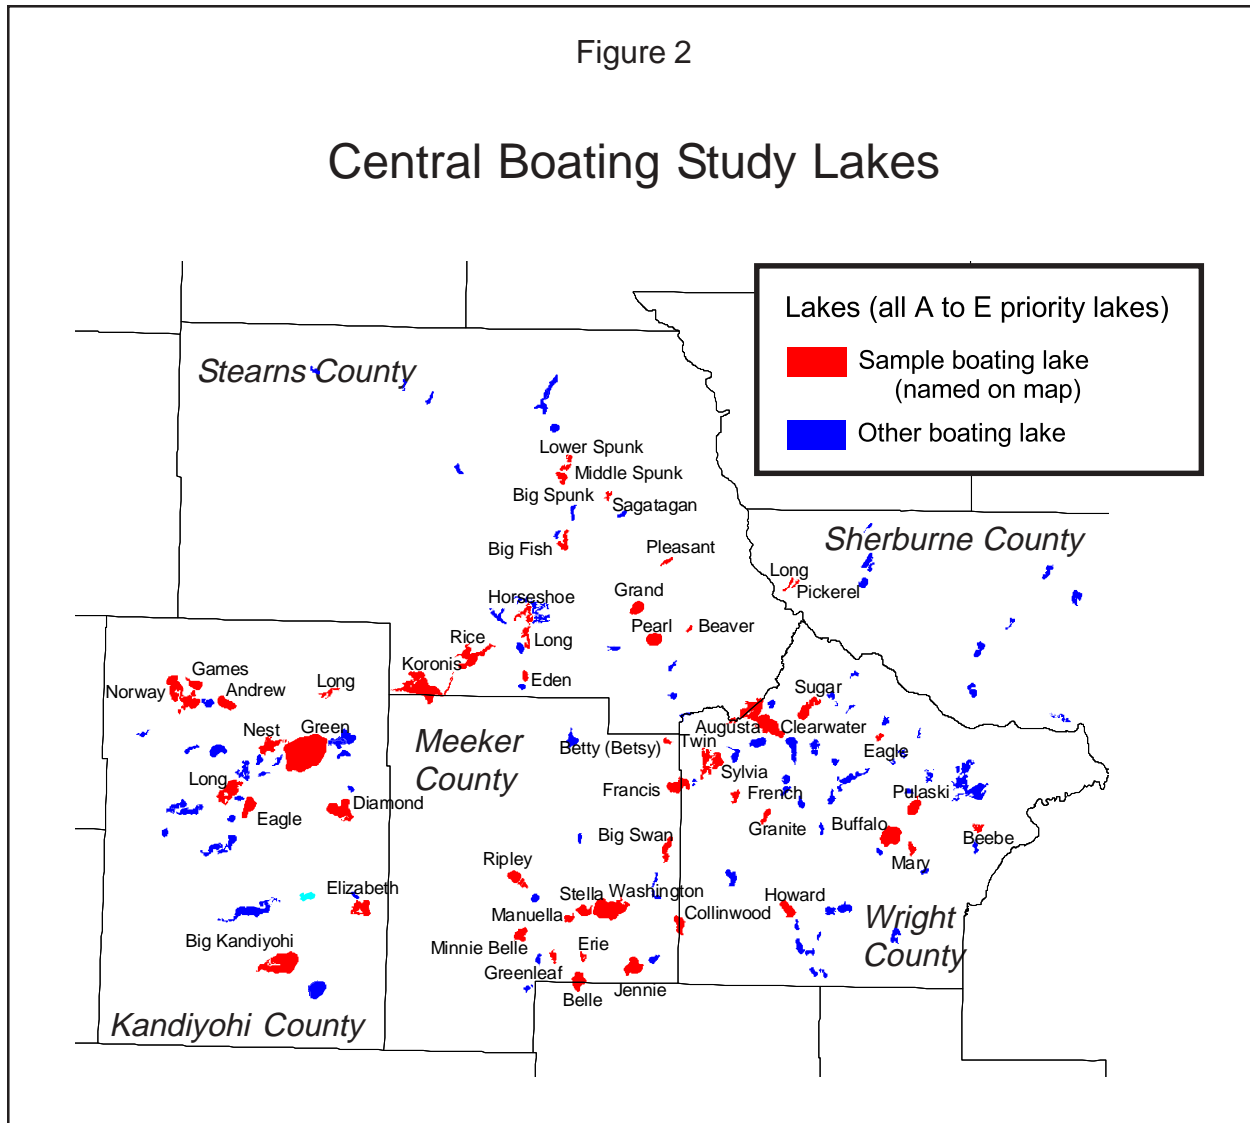 Figure 2
Central Boating Study Lakes
Lakes (all A to E priority lakes)
Sample boating lake
(named on map)
Other boating lake
Stearns County
Lower Spunk
Middle Spunk
Big Spunk
Sagatagan
Big Fish
Pleasant
Sherburne County
Long
Pickerel
Horseshoe
Grand
Pearl
Beaver
Rice
Long
Koronis
Eden
Games
Norway
Andrew
Long
Nest
Green
Long
Eagle
Diamond
Elizabeth
Big Kandiyohi
Kandiyohi County
Meeker
County
Betty (Betsy)
Twin
Augusta
Clearwater
Sugar
Eagle
Sylvia
Francis
French
Pulaski
Granite
Buffalo
Beebe
Mary
Big Swan
Ripley
Stella
Washington
Manuella
Collinwood
Howard
Minnie Belle
Erie
Greenleaf
Belle
Jennie
Wright
County